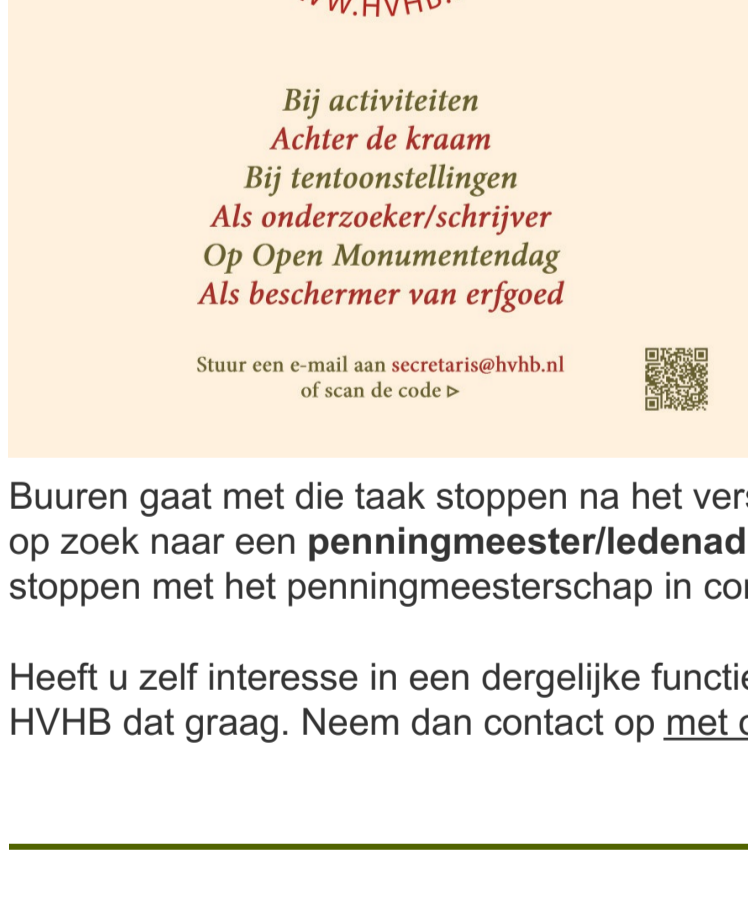 Bij activiteiten
Achter de kraam
Bij tentoonstellingen
Als onderzoeker/schrijver
Op Open Monumentendag
Als beschermer van erfgoed
Stuur een e-mail aan secretaris@hvhb.nl
of scan de code ▷
Buuren gaat met die taak stoppen na het
op zoek naar een penningmeester/ledenad
stoppen met het penningmeesterschap in
Heeft u zelf interesse in een dergelijke functie
HVHB dat graag. Neem dan contact op met